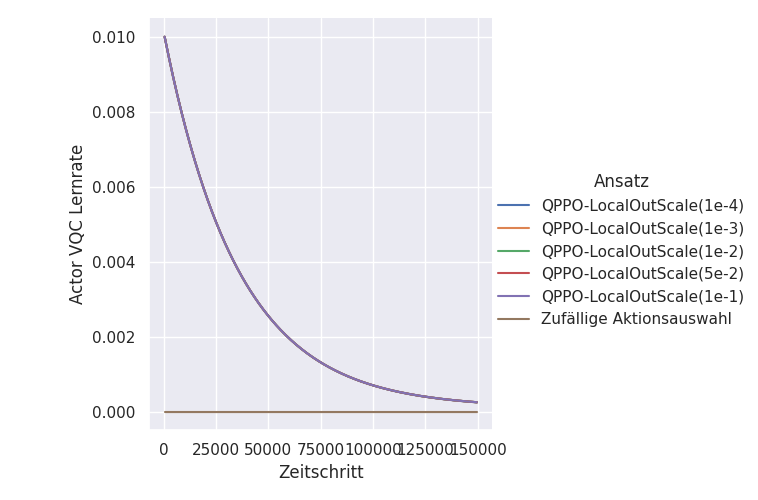 0.010
0.008
0.006
0.004
0.002
0.000
Actor VQC Lernrate
0 25000 50000 75000 100000 125000 150000
Zeitschritt
Ansatz
QPPO-LocalOutScale(1e-4)
QPPO-LocalOutScale(1e-3)
QPPO-LocalOutScale(1e-2)
QPPO-LocalOutScale(5e-2)
QPPO-LocalOutScale(1e-1)
Zufällige Aktionsauswahl